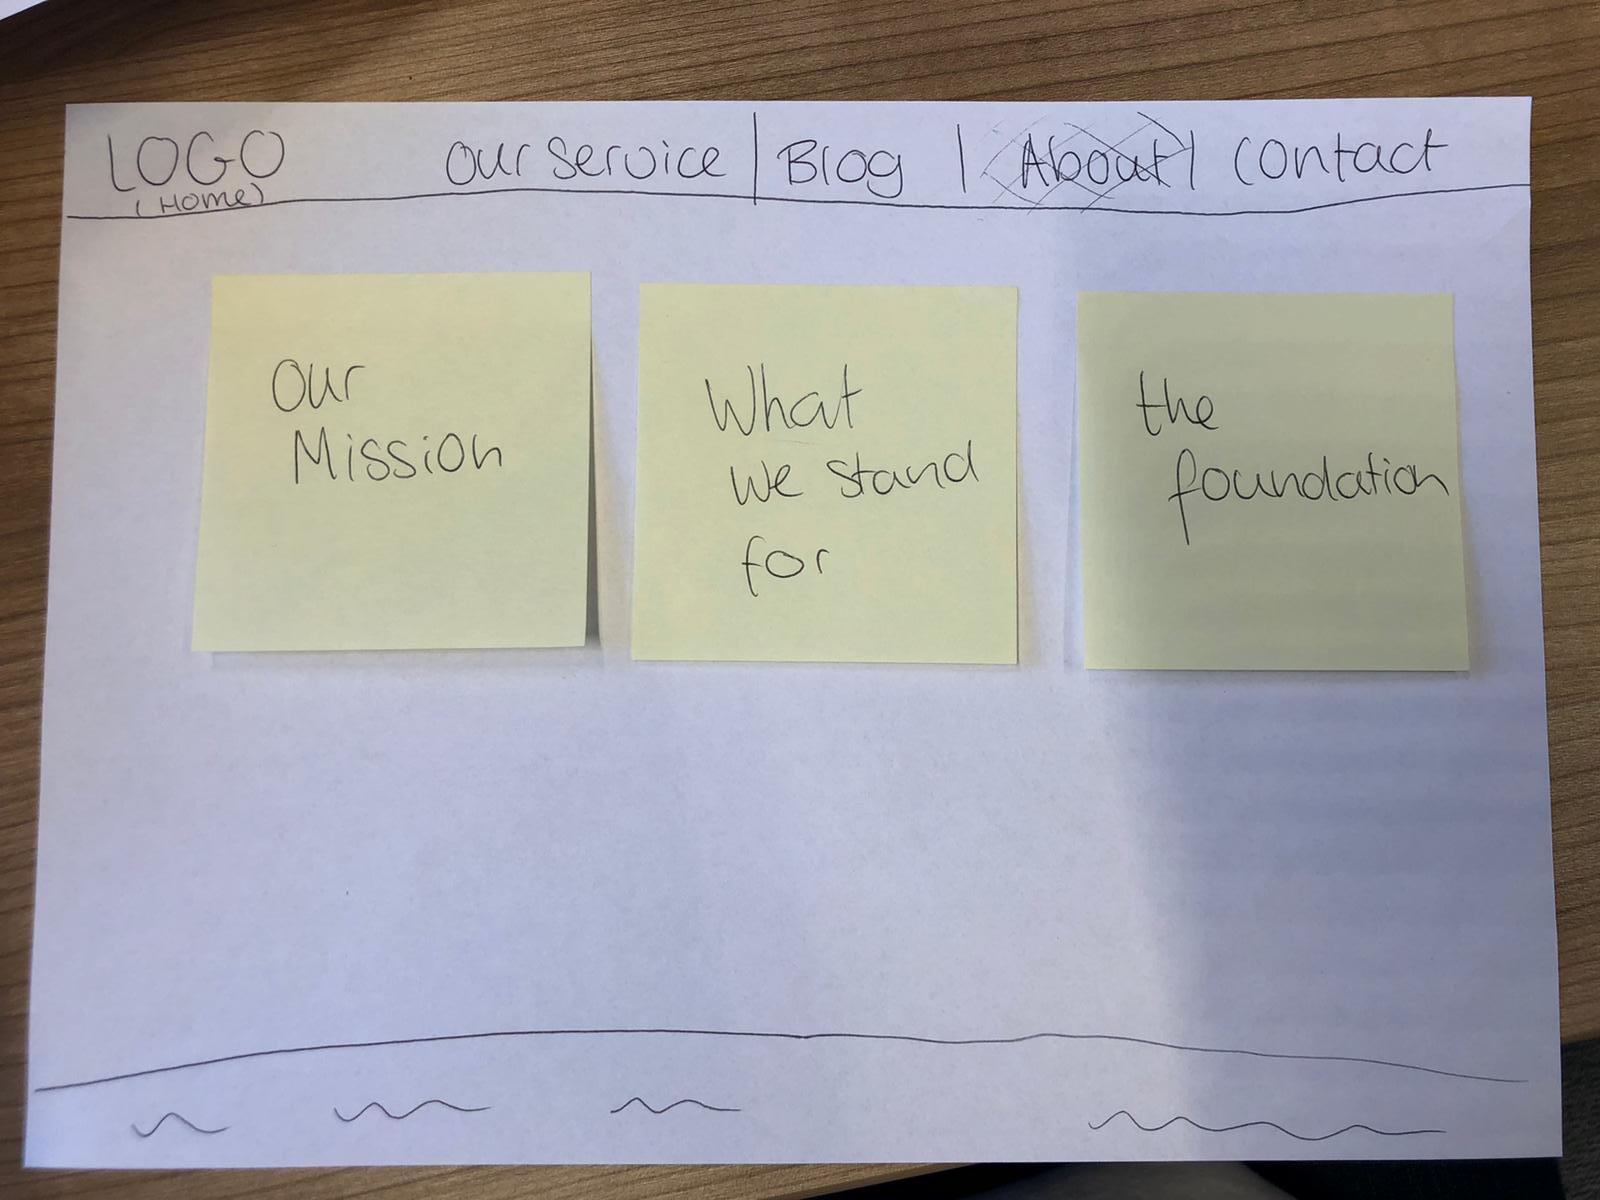 LOGO
(Home)
Our Service | Blog | About | Contact
Our
Mission
What
We stand
for
the
foundation